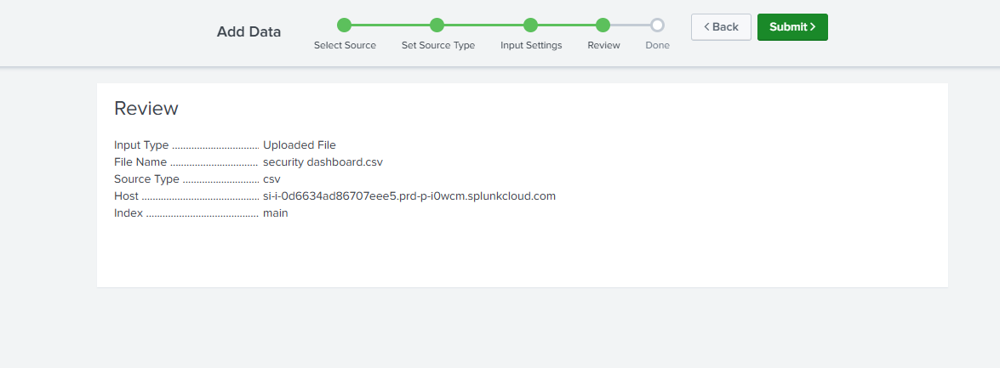 Add Data
Select Source
Set Source Type
Input Settings
Review
Done
< Back
Submit >
Review
Input Type ............................... Uploaded File
File Name ................................ security dashboard.csv
Source Type ............................ csv
Host .......................................... si-i-0d6634ad86707eee5.prd-p-i0wcm.splunkcloud.com
Index ........................................ main